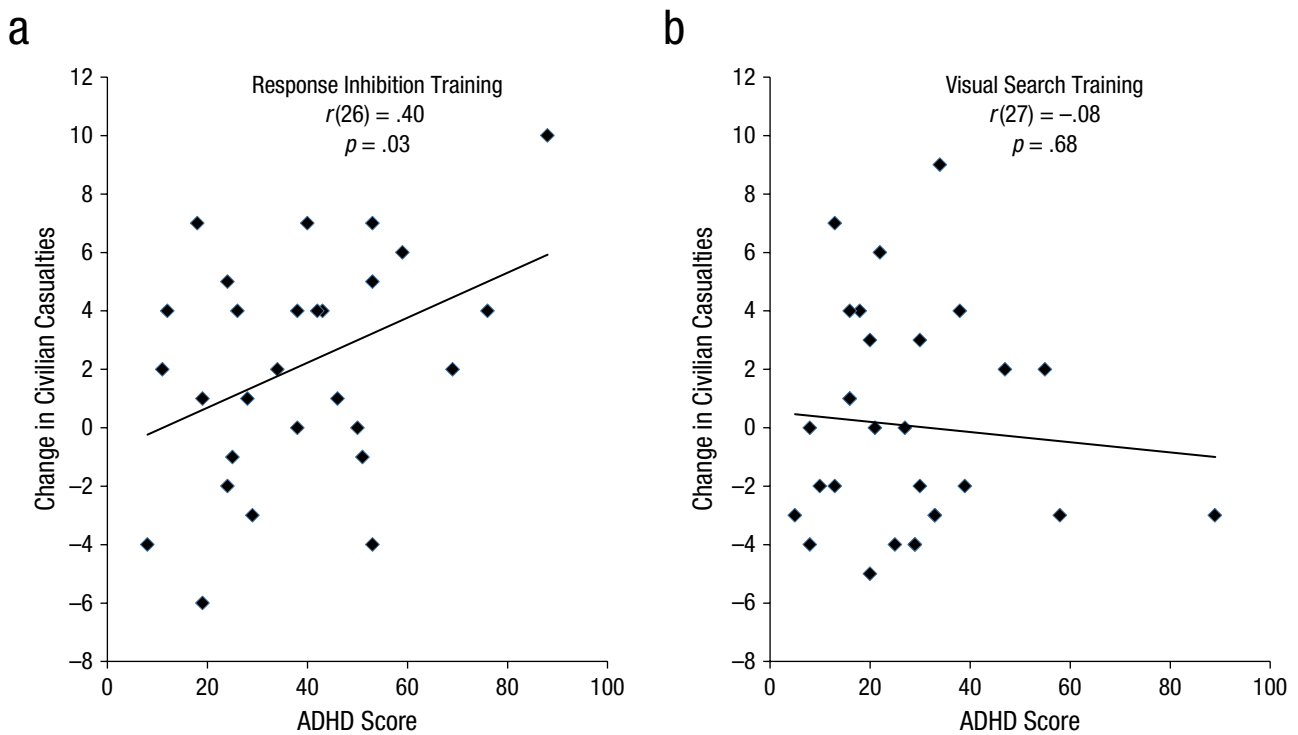 a
Response Inhibition Training
r(26) = .40
p = .03
Change in Civilian Casualties
12
10
8
6
4
2
0
–2
–4
–6
–8
0 20 40 60 80 100
ADHD Score
b
Visual Search Training
r(27) = –.08
p = .68
Change in Civilian Casualties
12
10
8
6
4
2
0
–2
–4
–6
–8
0 20 40 60 80 100
ADHD Score